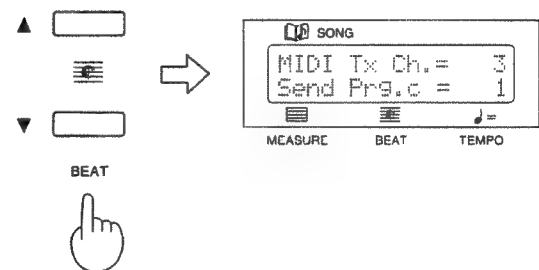 SONG
MIDI Tx Ch.= 3
Send Prg.c = 1
MEASURE BEAT TEMPO
BEAT